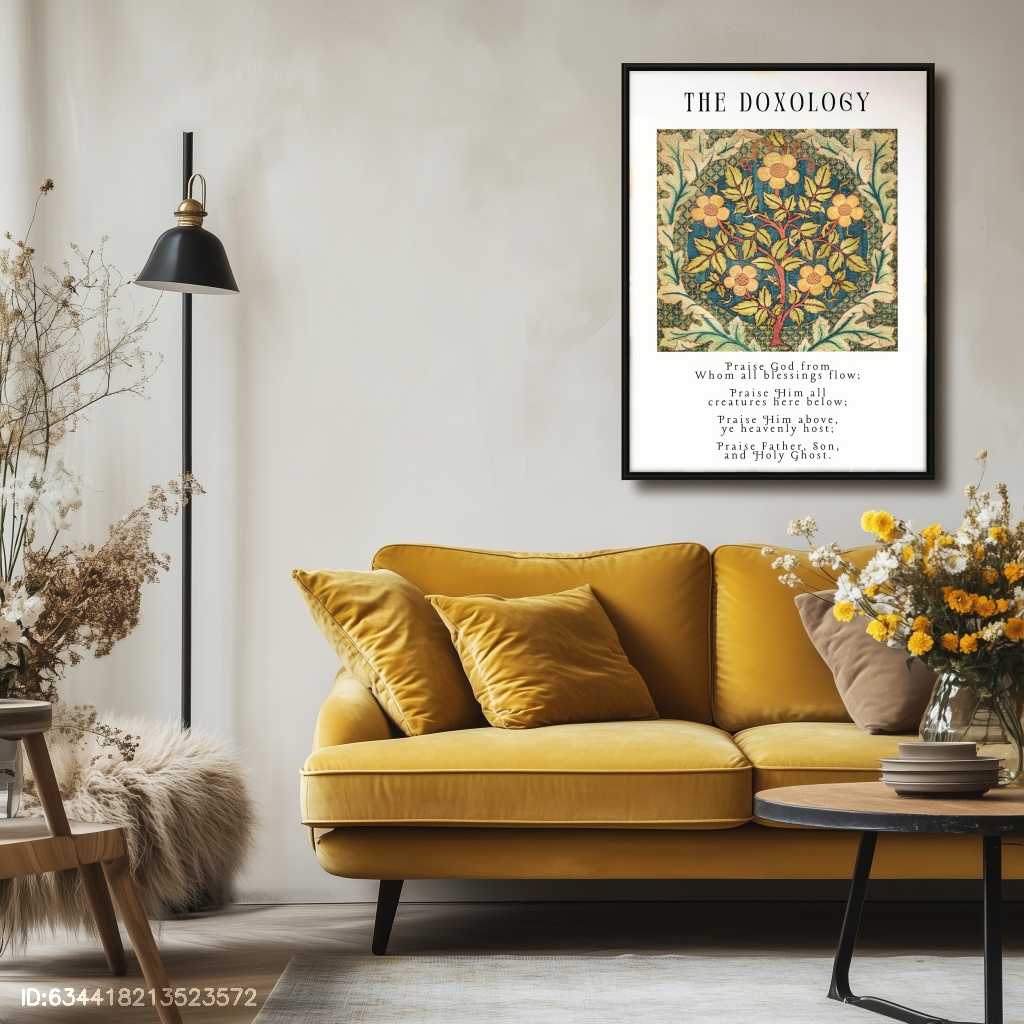 THE DOXOLOGY
Praise God from
Whom all blessings flow;
Praise Him all
creatures here below;
Praise Him above,
ye heavenly host;
Praise Father, Son,
and Holy Ghost.
ID:634418213523572